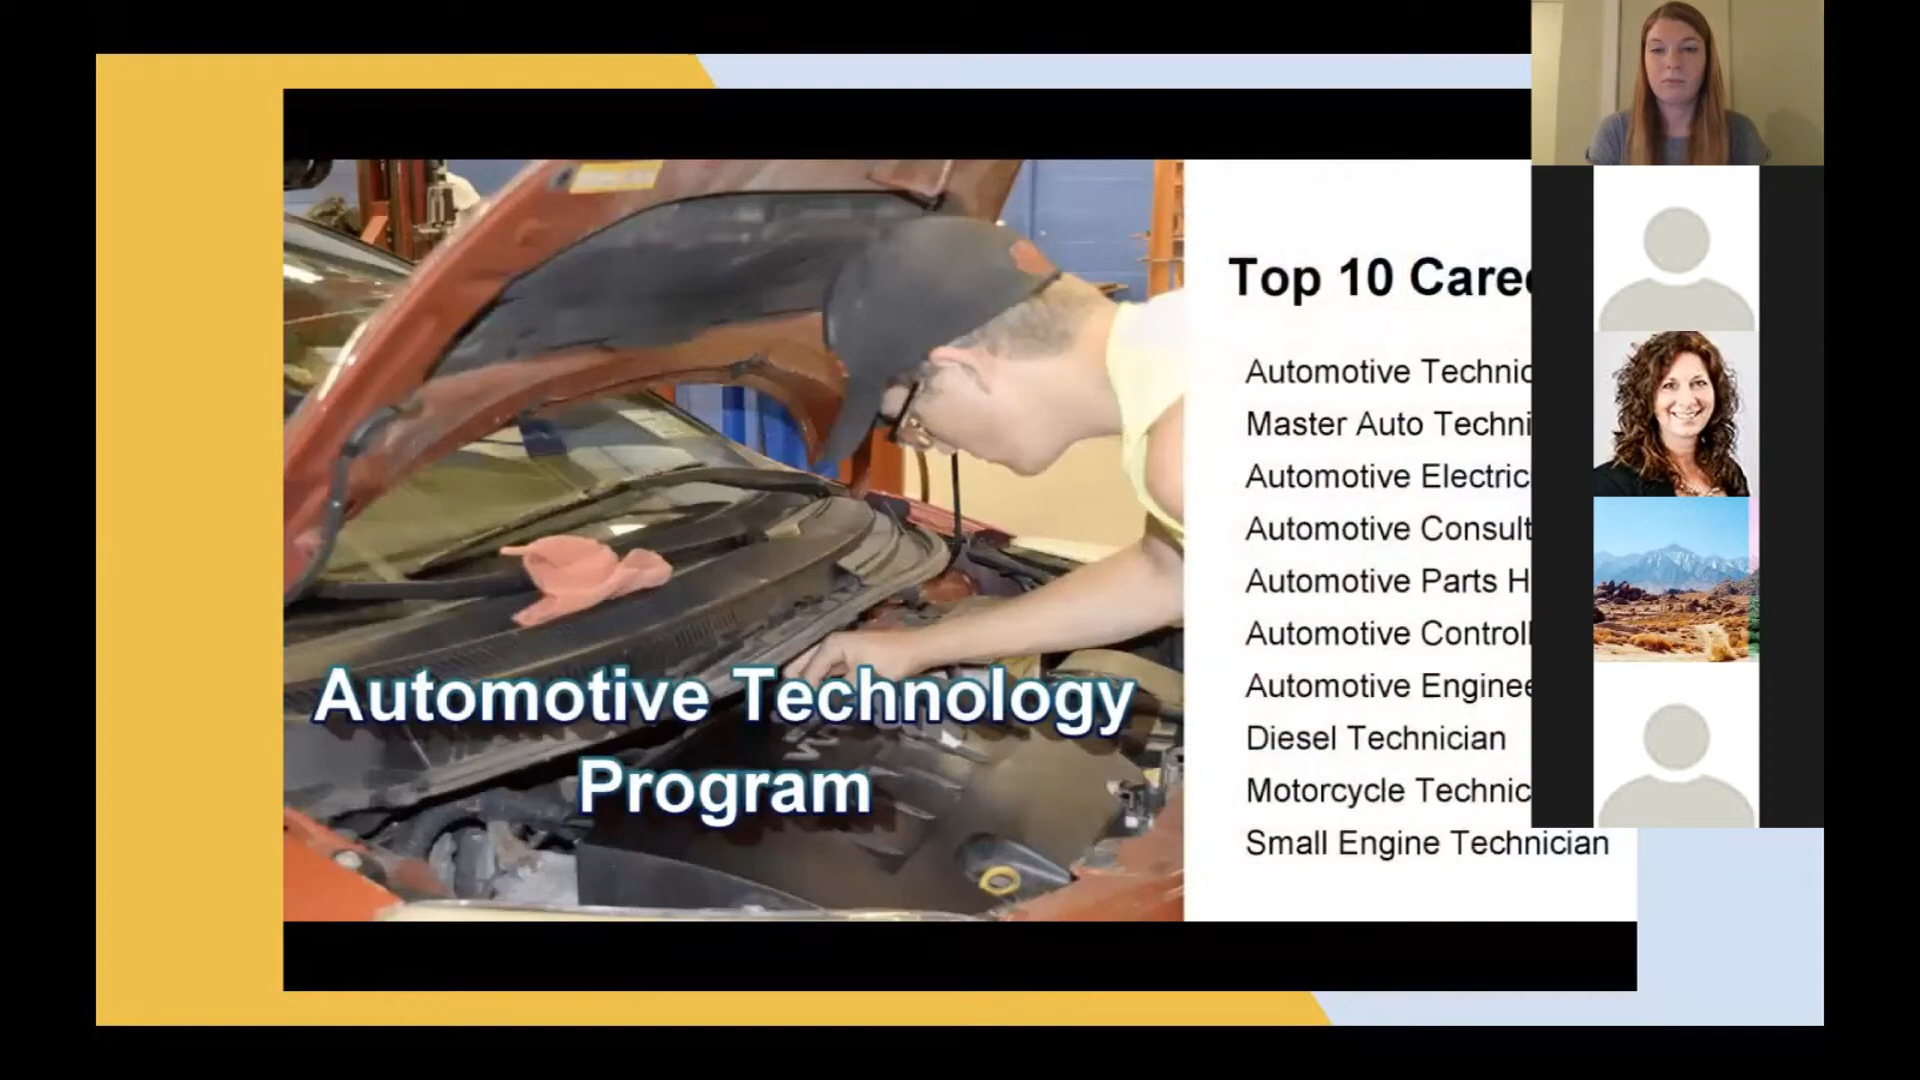 Automotive Technology
Program
Top 10 Caree
Automotive Technic
Master Auto Techni
Automotive Electric
Automotive Consult
Automotive Parts H
Automotive Controll
Automotive Enginee
Diesel Technician
Motorcycle Technic
Small Engine Technician